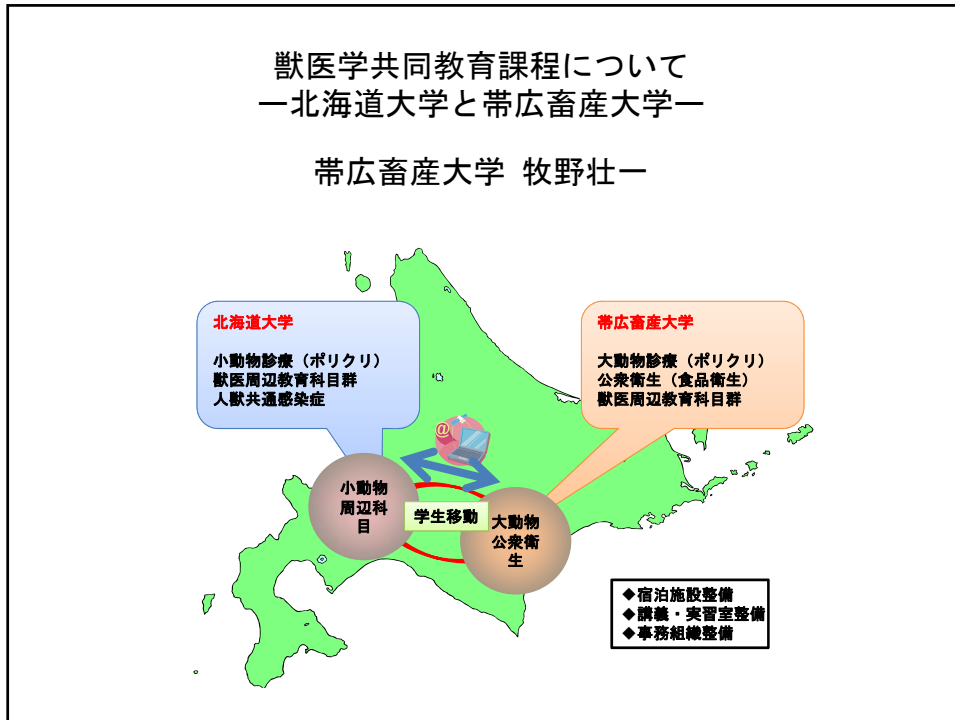 獣医学共同教育課程について
ー北海道大学と帯広畜産大学ー
帯広畜産大学 牧野壮一
北海道大学
小動物診療（ポリクリ）
獣医周辺教育科目群
人獣共通感染症
帯広畜産大学
大動物診療（ポリクリ）
公衆衛生（食品衛生）
獣医周辺教育科目群
@
小動物
周辺科
目
学生移動
大動物
公衆衛
生
◆宿泊施設整備
◆講義・実習室整備
◆事務組織整備